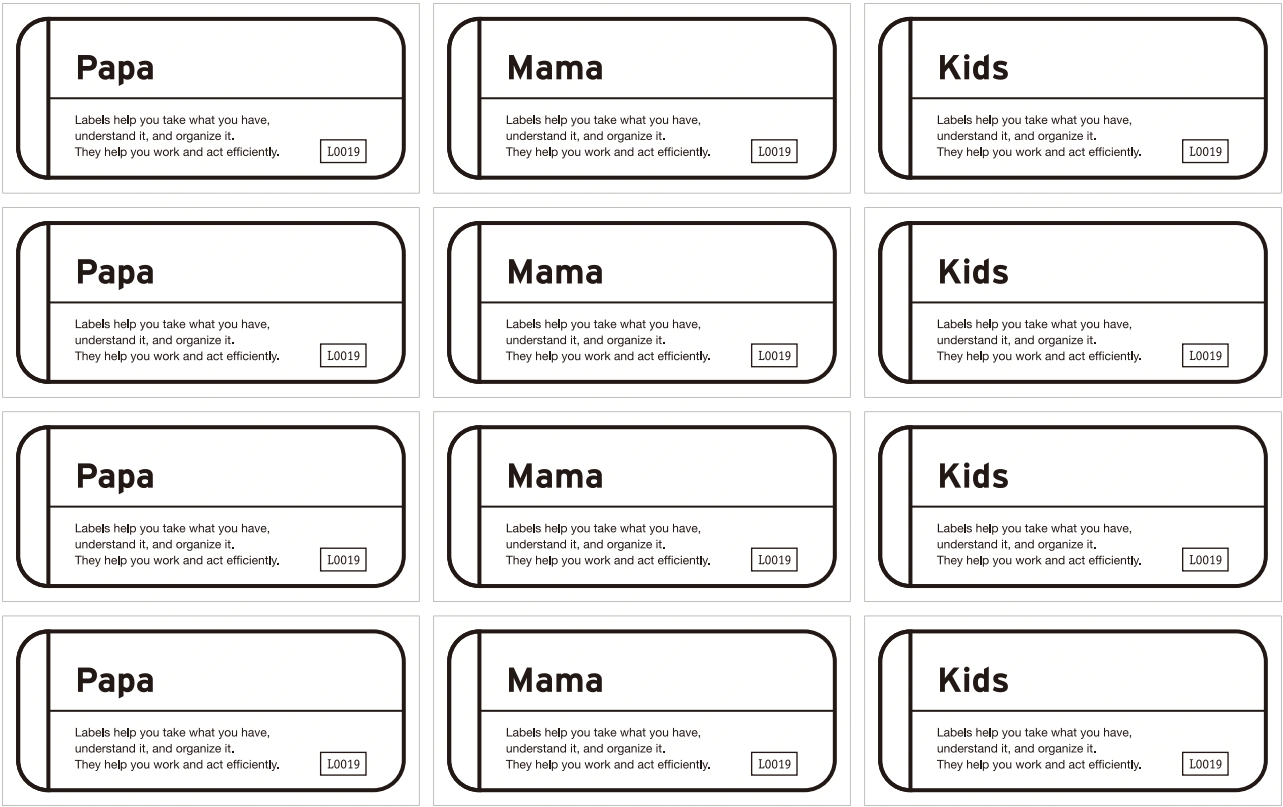 Papa
Labels help you take what you have,
understand it, and organize it.
They help you work and act efficiently.
L0019
Mama
Labels help you take what you have,
understand it, and organize it.
They help you work and act efficiently.
L0019
Kids
Labels help you take what you have,
understand it, and organize it.
They help you work and act efficiently.
L0019
Papa
Labels help you take what you have,
understand it, and organize it.
They help you work and act efficiently.
L0019
Mama
Labels help you take what you have,
understand it, and organize it.
They help you work and act efficiently.
L0019
Kids
Labels help you take what you have,
understand it, and organize it.
They help you work and act efficiently.
L0019
Papa
Labels help you take what you have,
understand it, and organize it.
They help you work and act efficiently.
L0019
Mama
Labels help you take what you have,
understand it, and organize it.
They help you work and act efficiently.
L0019
Kids
Labels help you take what you have,
understand it, and organize it.
They help you work and act efficiently.
L0019
Papa
Labels help you take what you have,
understand it, and organize it.
They help you work and act efficiently.
L0019
Mama
Labels help you take what you have,
understand it, and organize it.
They help you work and act efficiently.
L0019
Kids
Labels help you take what you have,
understand it, and organize it.
They help you work and act efficiently.
L0019